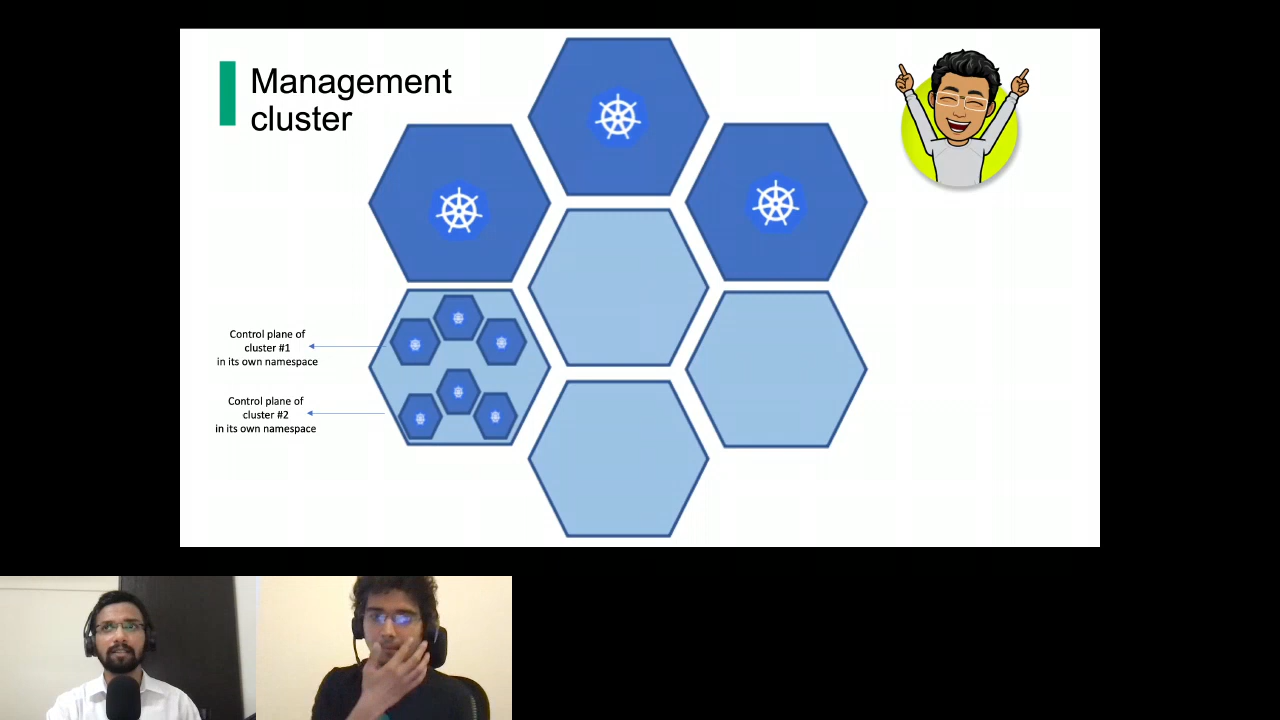 Management
cluster
Control plane of
cluster #1
in its own namespace
Control plane of
cluster #2
in its own namespace